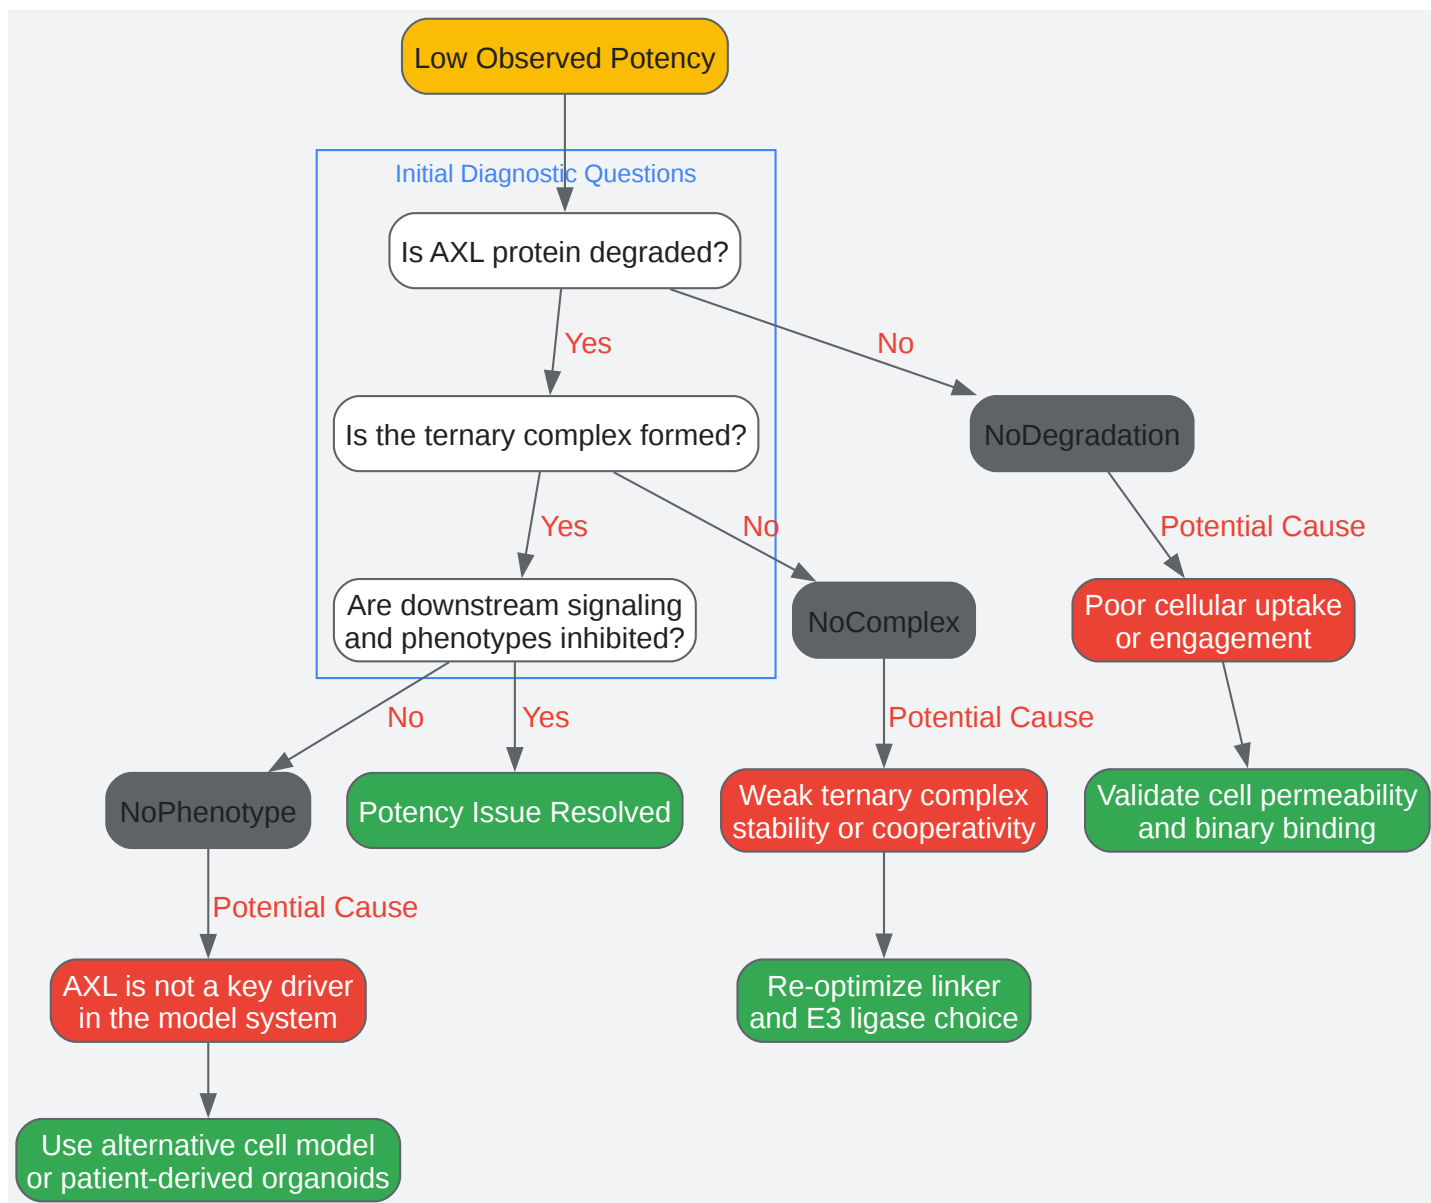 Low Observed Potency
Initial Diagnostic Questions
Is AXL protein degraded?
Yes
No
Is the ternary complex formed?
NoDegradation
Yes
No
Potential Cause
Are downstream signaling
and phenotypes inhibited?
NoComplex
Poor cellular uptake
or engagement
No
Yes
Potential Cause
NoPhenotype
Potency Issue Resolved
Weak ternary complex
stability or cooperativity
Validate cell permeability
and binary binding
Potential Cause
AXL is not a key driver
in the model system
Re-optimize linker
and E3 ligase choice
Use alternative cell model
or patient-derived organoids